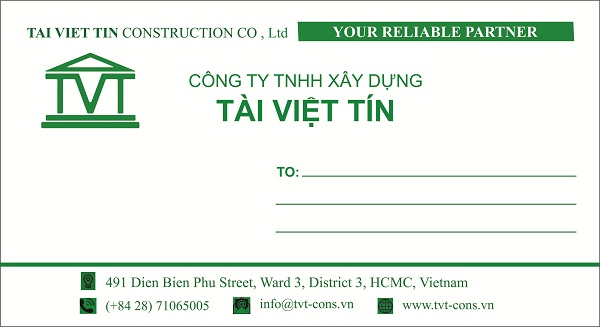 TAI VIET TIN CONSTRUCTION CO , Ltd
YOUR RELIABLE PARTNER
TVT
CÔNG TY TNHH XÂY DỰNG
TÀI VIỆT TÍN
TO:
491 Dien Bien Phu Street, Ward 3, District 3, HCMC, Vietnam
(+84 28) 71065005 info@tvt-cons.vn www.tvt-cons.vn